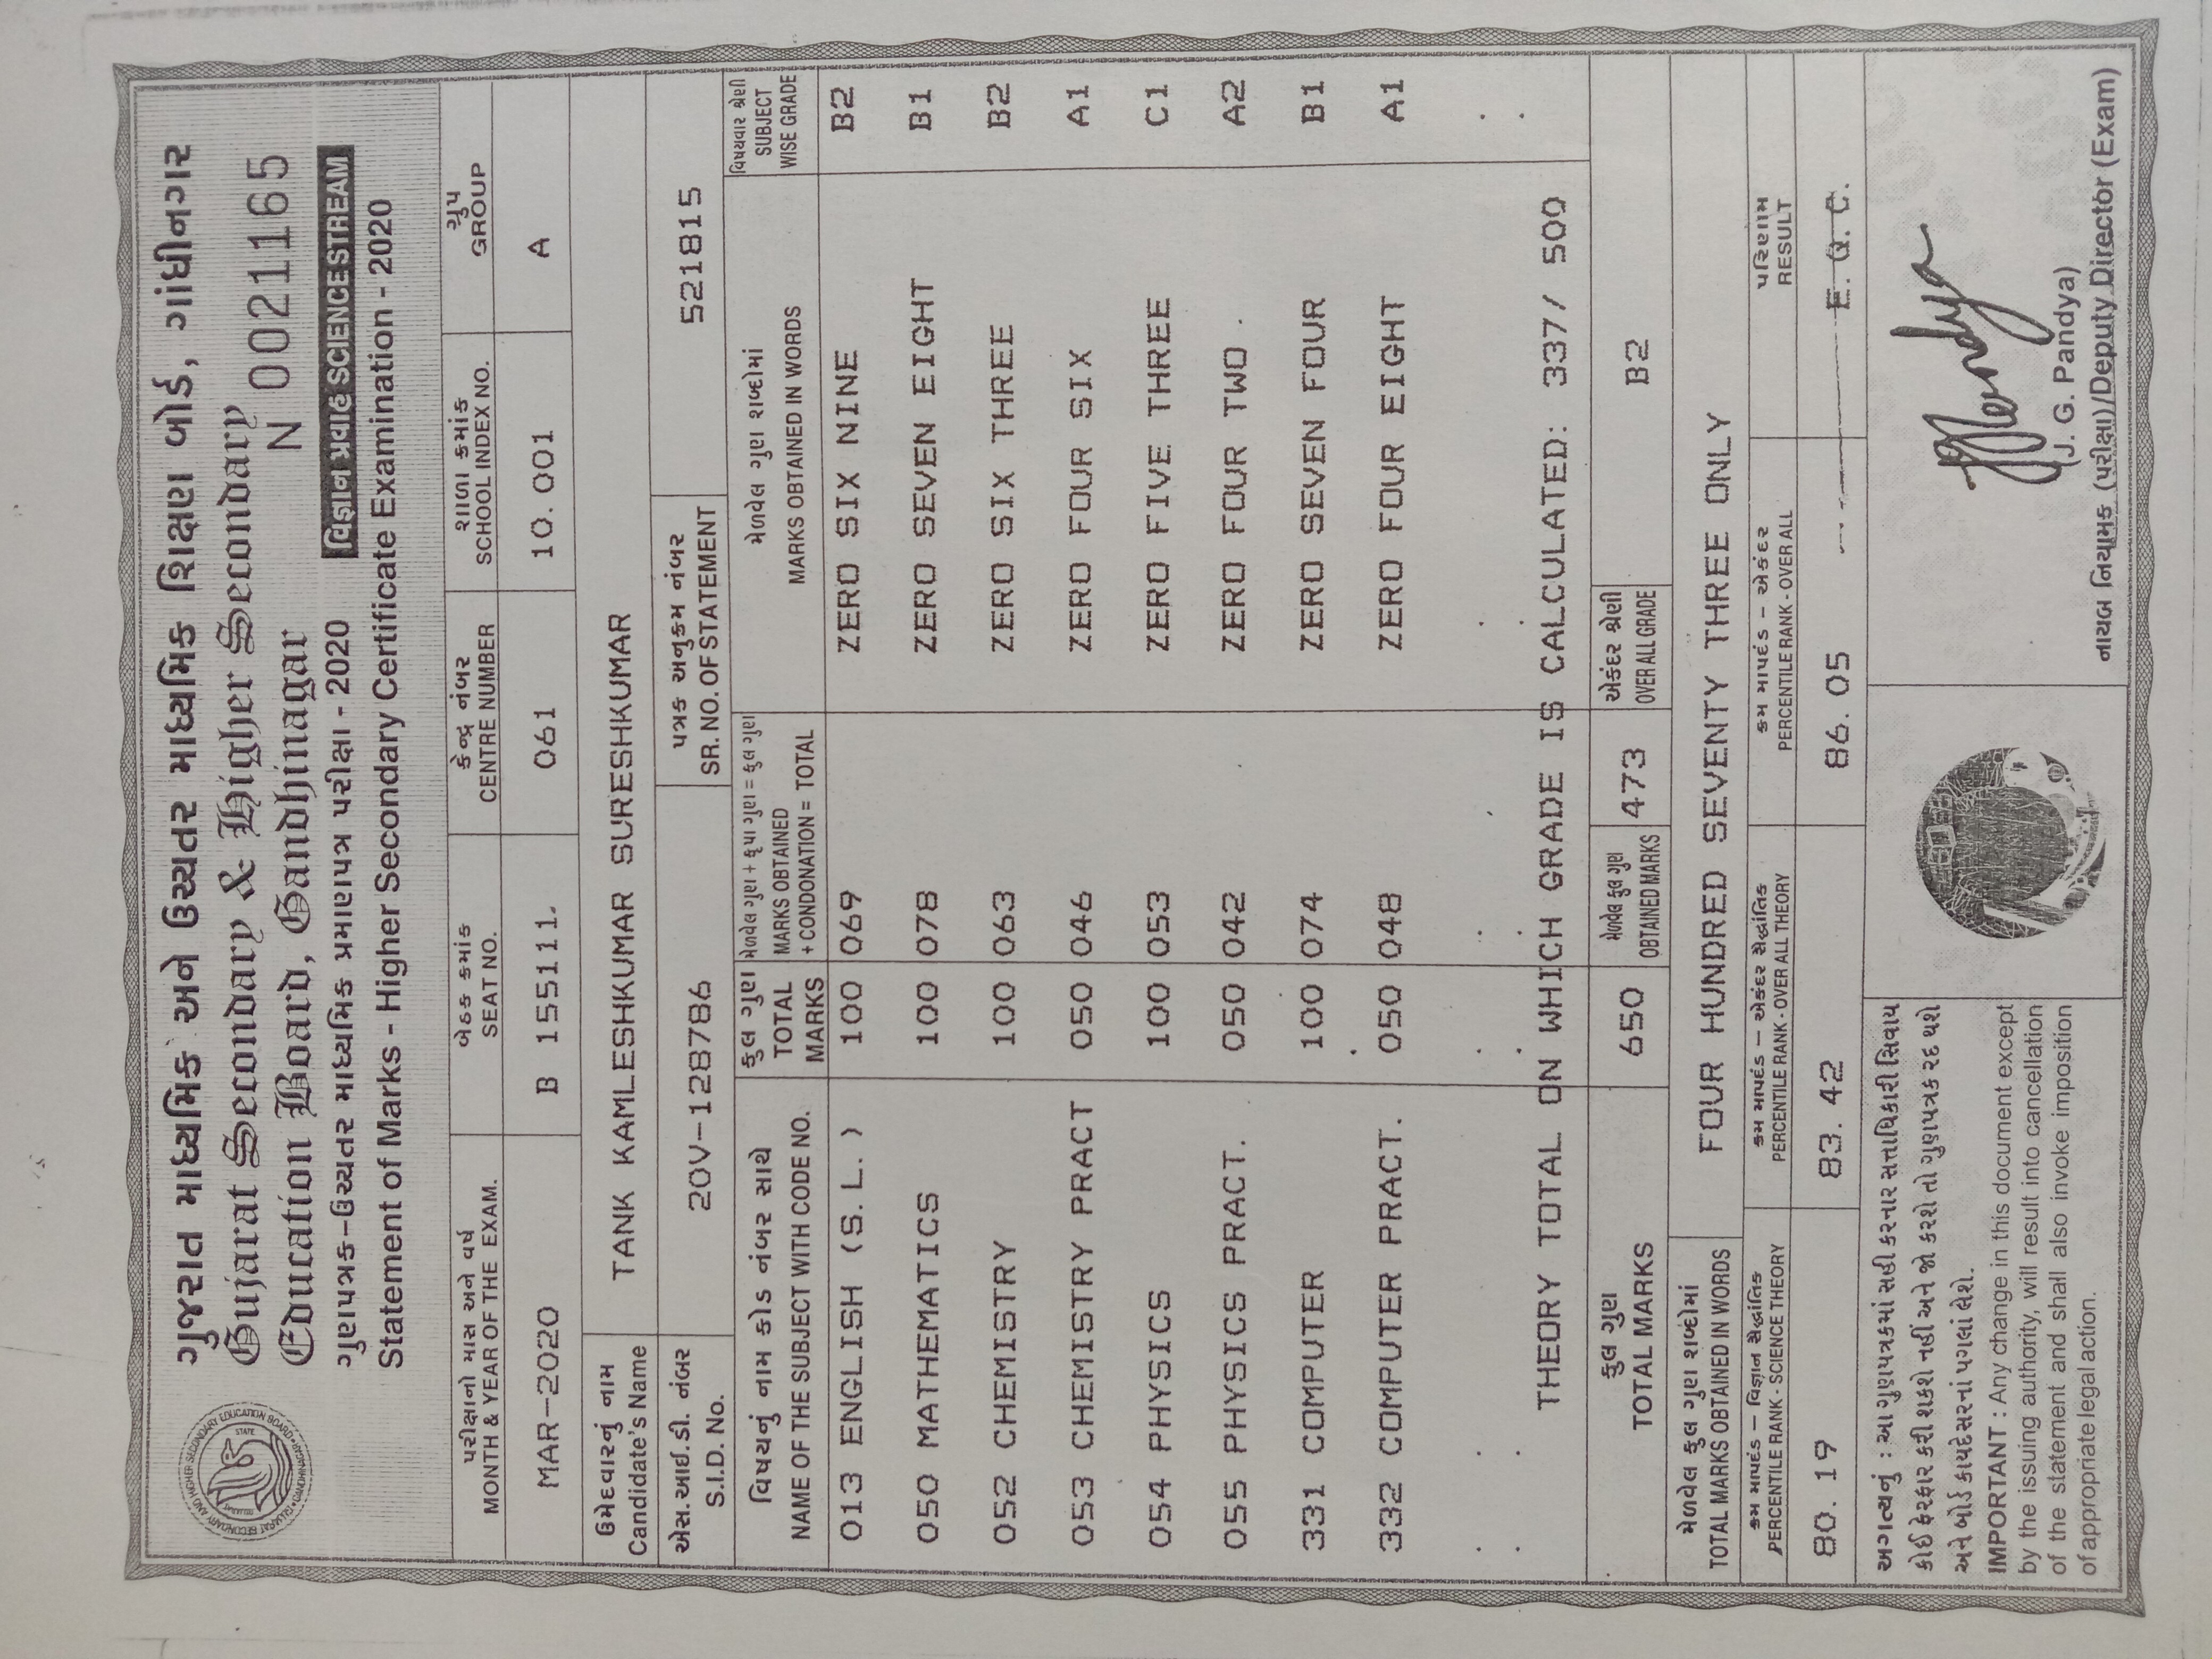 ગુજરાત માધ્યમિક અને ઉચ્ચતર માધ્યમિક શિક્ષણ બોર્ડ, ગાંધીનગર
GUJARAT SECONDARY AND HIGHER SECONDARY EDUCATION BOARD • GANDHINAGAR •
Gujarat Secondary & Higher Secondary
Education Board, Gandhinagar
N 0021165
ગુણપત્રક-ઉચ્ચતર માધ્યમિક પ્રમાણપત્ર પરીક્ષા - 2020
વિજ્ઞાન પ્રવાહ SCIENCE STREAM
Statement of Marks - Higher Secondary Certificate Examination - 2020
પરીક્ષાનો માસ અને વર્ષ બેઠક ક્રમાંક કેન્દ્ર નંબર શાળા ક્રમાંક ગ્રુપ
MONTH & YEAR OF THE EXAM. SEAT NO. CENTRE NUMBER SCHOOL INDEX NO. GROUP
MAR-2020 B 155111. 061 10.001 A
ઉમેદવારનું નામ
Candidate's Name
TANK KAMLESHKUMAR SURESHKUMAR
એસ.આઈ.ડી. નંબર
S.I.D. No.
20V-128786
પત્રક અનુક્રમ નંબર
SR. NO. OF STATEMENT
521815
વિષયનું નામ કોડ નંબર સાથે
NAME OF THE SUBJECT WITH CODE NO.
કુલ ગુણ
TOTAL
MARKS
મેળવેલ ગુણ + કૃપા ગુણ = કુલ ગુણ
MARKS OBTAINED
+ CONDONATION = TOTAL
મેળવેલ ગુણ શબ્દોમાં
MARKS OBTAINED IN WORDS
વિષયવાર શ્રેણી
SUBJECT
WISE GRADE
013 ENGLISH (S.L.) 100 069 ZERO SIX NINE B2
050 MATHEMATICS 100 078 ZERO SEVEN EIGHT B1
052 CHEMISTRY 100 063 ZERO SIX THREE B2
053 CHEMISTRY PRACT 050 046 ZERO FOUR SIX A1
054 PHYSICS 100 053 ZERO FIVE THREE C1
055 PHYSICS PRACT. 050 042 ZERO FOUR TWO A2
331 COMPUTER 100 074 ZERO SEVEN FOUR B1
332 COMPUTER PRACT. 050 048 ZERO FOUR EIGHT A1
THEORY TOTAL ON WHICH GRADE IS CALCULATED: 337/ 500
કુલ ગુણ
TOTAL MARKS
650
મેળવેલ કુલ ગુણ
OBTAINED MARKS
473
એકંદર શ્રેણી
OVER ALL GRADE
B2
મેળવેલ કુલ ગુણ શબ્દોમાં
TOTAL MARKS OBTAINED IN WORDS
FOUR HUNDRED SEVENTY THREE ONLY
ક્રમ માપદંડ – વિજ્ઞાન સૈદ્ધાંતિક ક્રમ માપદંડ – એકંદર સૈદ્ધાંતિક ક્રમ માપદંડ – એકંદર પરિણામ
PERCENTILE RANK - SCIENCE THEORY PERCENTILE RANK - OVER ALL THEORY PERCENTILE RANK - OVER ALL RESULT
80.19 83.42 86.05 E.Q.C.
અગત્યનું : આ ગુણપત્રકમાં સહી કરનાર સત્તાધિકારી સિવાય
કોઈ ફેરફાર કરી શકશે નહીં અને જો કરશે તો ગુણપત્રક રદ થશે
અને બોર્ડ કાયદેસરનાં પગલાં લેશે.
IMPORTANT : Any change in this document except
by the issuing authority, will result into cancellation
of the statement and shall also invoke imposition
of appropriate legal action.
JGPandya
(J. G. Pandya)
નાયબ નિયામક (પરીક્ષા)/Deputy Director (Exam)